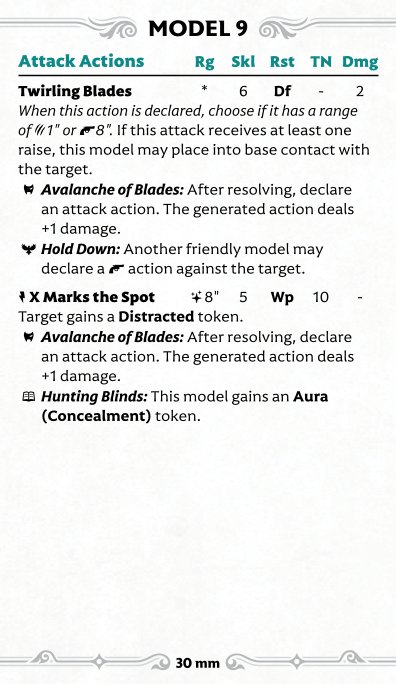 MODEL 9
Attack Actions Rg Skl Rst TN Dmg
Twirling Blades * 6 Df - 2
When this action is declared, choose if it has a range
of 1" or 8". If this attack receives at least one
raise, this model may place into base contact with
the target.
Avalanche of Blades: After resolving, declare
an attack action. The generated action deals
+1 damage.
Hold Down: Another friendly model may
declare a action against the target.
X Marks the Spot 8" 5 Wp 10 -
Target gains a Distracted token.
Avalanche of Blades: After resolving, declare
an attack action. The generated action deals
+1 damage.
Hunting Blinds: This model gains an Aura
(Concealment) token.
30 mm